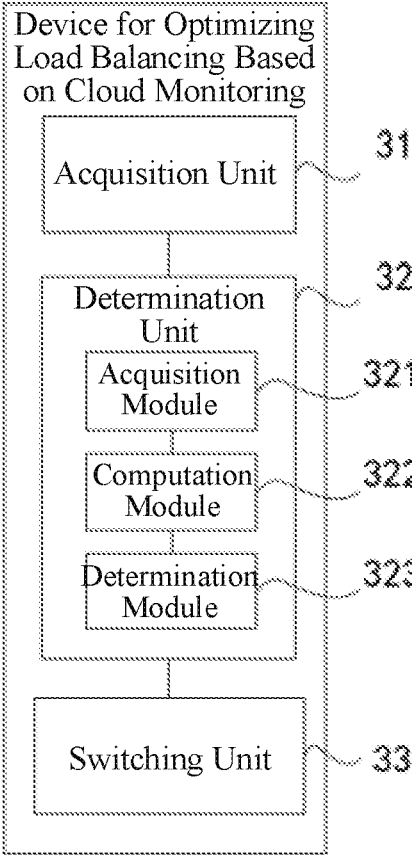 Device for Optimizing
Load Balancing Based
on Cloud Monitoring
Acquisition Unit
31
Determination
Unit
32
Acquisition
Module
321
Computation
Module
322
Determination
Module
323
Switching Unit
33